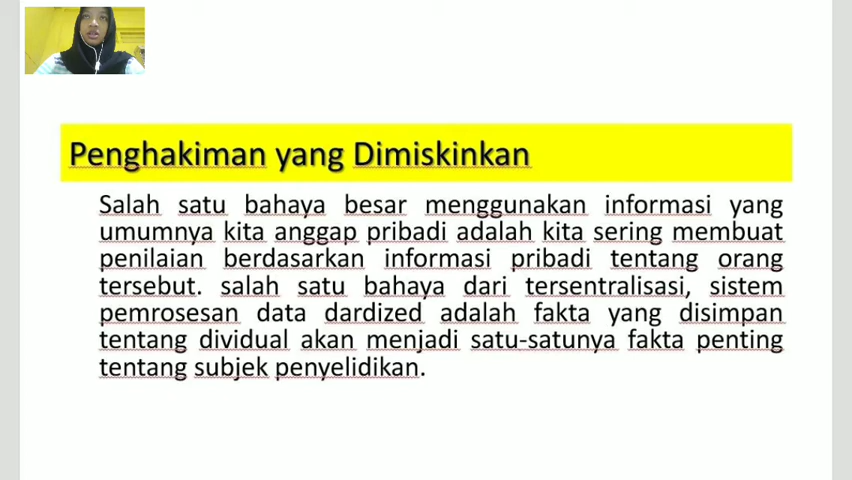 Penghakiman yang Dimiskinkan
Salah satu bahaya besar menggunakan informasi yang
umumnya kita anggap pribadi adalah kita sering membuat
penilaian berdasarkan informasi pribadi tentang orang
tersebut. salah satu bahaya dari tersentralisasi, sistem
pemrosesan data dardized adalah fakta yang disimpan
tentang dividual akan menjadi satu-satunya fakta penting
tentang subjek penyelidikan.